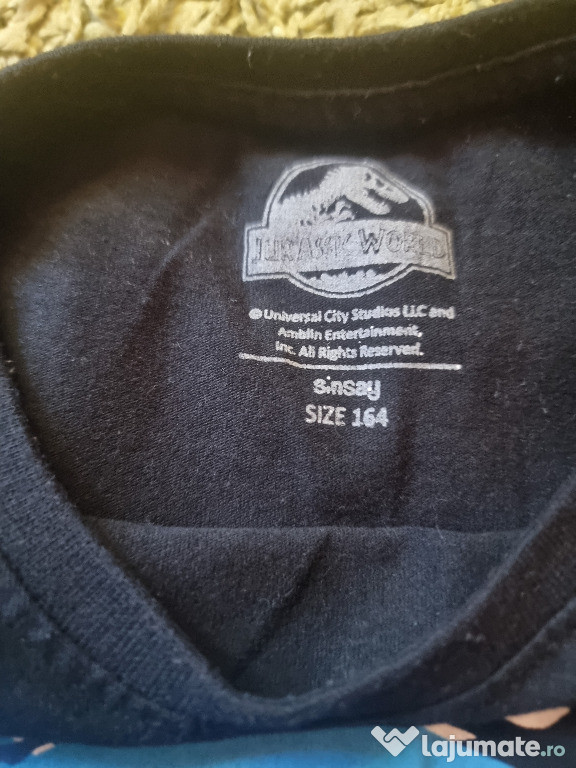 JURASSIC WORLD
© Universal City Studios LLC and
Amblin Entertainment,
Inc. All Rights Reserved.
sinsay
SIZE 164
lajumate.ro